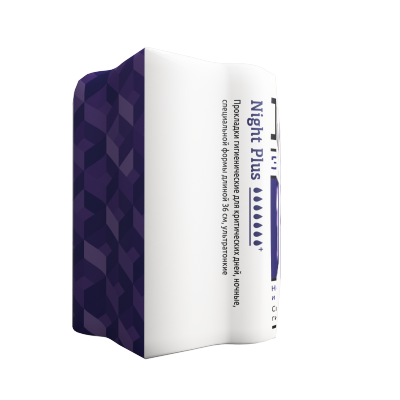 Night Plus
Прокладки гигиенические для критических дней, ночные,
специальной формы длиной 36 см, ультратонкие